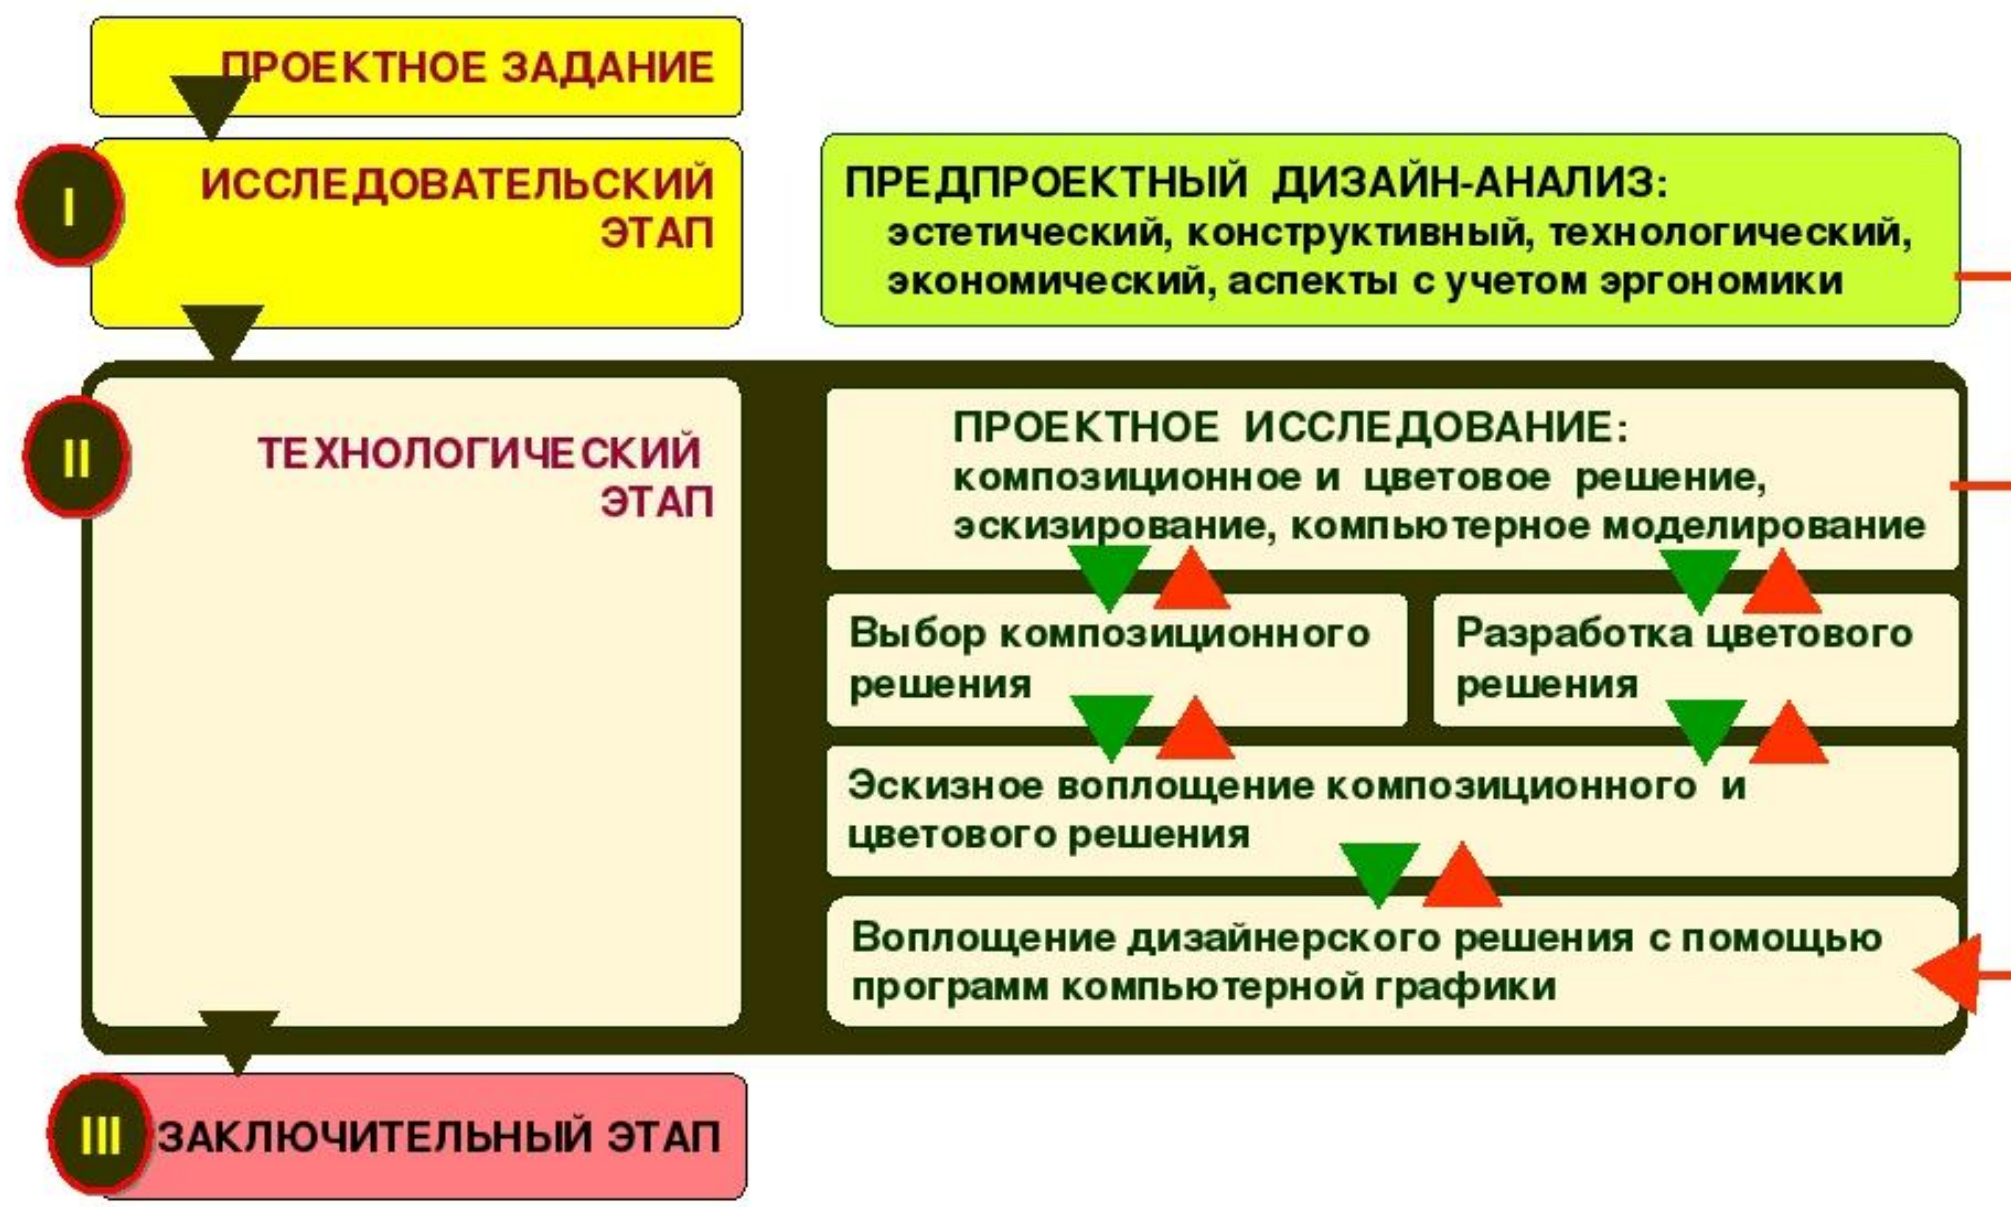 ПРОЕКТНОЕ ЗАДАНИЕ
I
ИССЛЕДОВАТЕЛЬСКИЙ
ЭТАП
ПРЕДПРОЕКТНЫЙ ДИЗАЙН-АНАЛИЗ:
эстетический, конструктивный, технологический,
экономический, аспекты с учетом эргономики
II
ТЕХНОЛОГИЧЕСКИЙ
ЭТАП
ПРОЕКТНОЕ ИССЛЕДОВАНИЕ:
композиционное и цветовое решение,
эскизирование, компьютерное моделирование
Выбор композиционного
решения
Разработка цветового
решения
Эскизное воплощение композиционного и
цветового решения
Воплощение дизайнерского решения с помощью
программ компьютерной графики
III
ЗАКЛЮЧИТЕЛЬНЫЙ ЭТАП